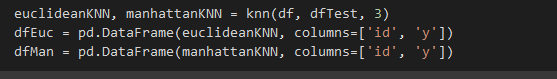 euclideanKNN, manhattanKNN = knn(df, dfTest, 3)
dfEuc = pd.DataFrame(euclideanKNN, columns=['id', 'y'])
dfMan = pd.DataFrame(manhattanKNN, columns=['id', 'y'])